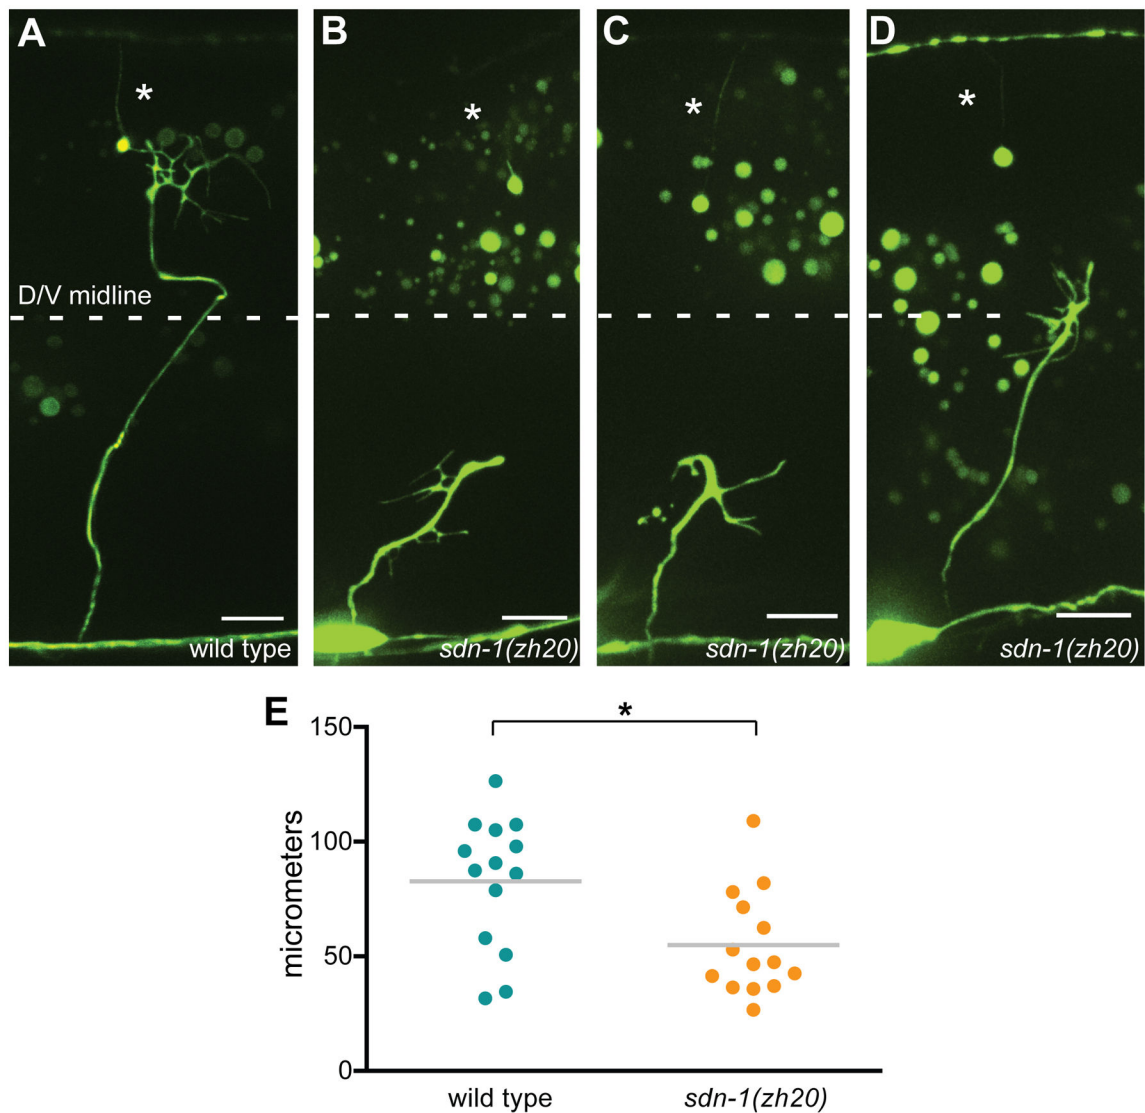 A
B
C
D
*
*
*
*
D/V midline
wild type
sdn-1(zh20)
sdn-1(zh20)
sdn-1(zh20)
E
*
150
100
50
0
micrometers
wild type
sdn-1(zh20)